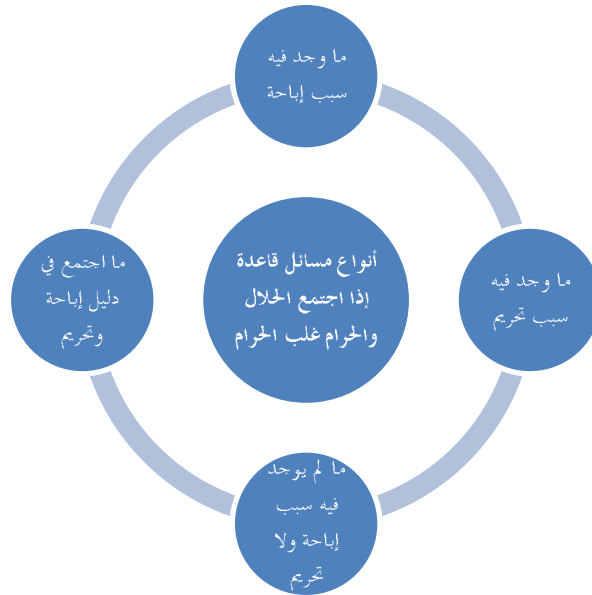 ما وجد فيه
سبب إباحة
أنواع مسائل قاعدة
إذا اجتمع الحلال
والحرام غلب الحرام
ما وجد فيه
سبب تحريم
ما لم يوجد
فيه سبب
إباحة ولا
تحريم
ما اجتمع في
دليل إباحة
وتحريم